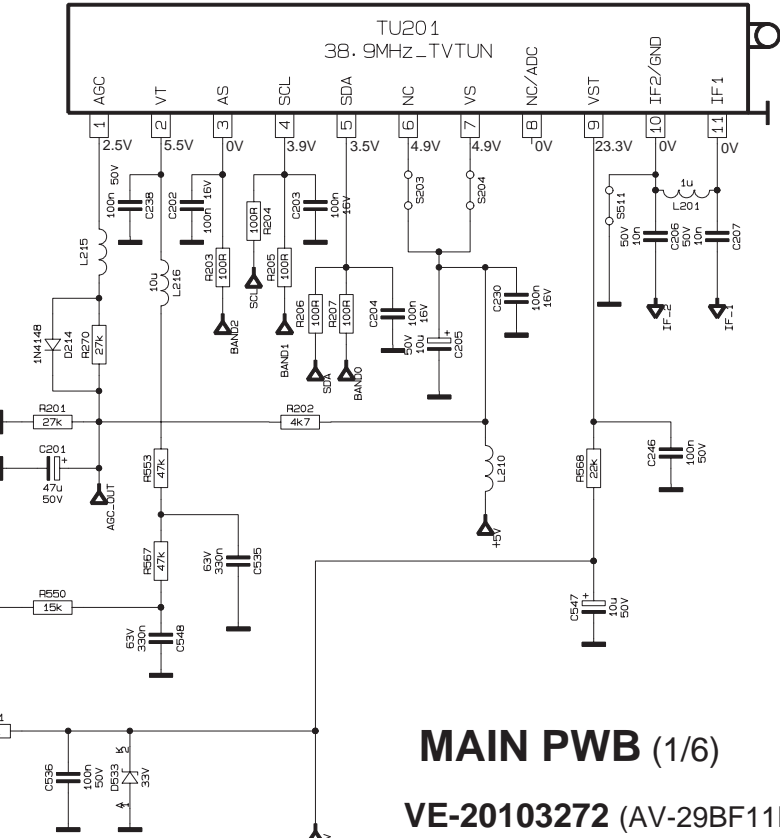 TU201
38.9MHz_TVTUN
AGC
VT
AS
SCL
SDA
NC
VS
NC/ADC
VST
IF2/GND
IF1
1
2
3
4
5
6
7
8
9
10
11
2.5V
5.5V
0V
3.9V
3.5V
4.9V
4.9V
0V
23.3V
0V
0V
100n
50V
C238
C202
100n
16V
R204
100R
C203
100n
16V
S203
S204
S511
1u
L201
50V
10n
C206
50V
10n
C207
L215
10u
L216
R203
100R
SCL
R205
100R
R206
100R
R207
100R
C204
100n
16V
C230
100n
16V
50V
10u
+
C205
IF_2
IF_1
BAND2
BAND1
SDA
BAND0
1N4148
D214
R270
27k
R201
27k
R202
4k7
C201
+
47u
50V
AGC_OUT
R553
47k
L210
+5V
R568
22k
C246
100n
50V
R567
47k
63V
330n
C535
R550
15k
63V
330n
C548
C547
+
10u
50V
1
C536
100n
50V
D533
33V
K
2
A
1
MAIN PWB (1/6)
VE-20103272 (AV-29BF11